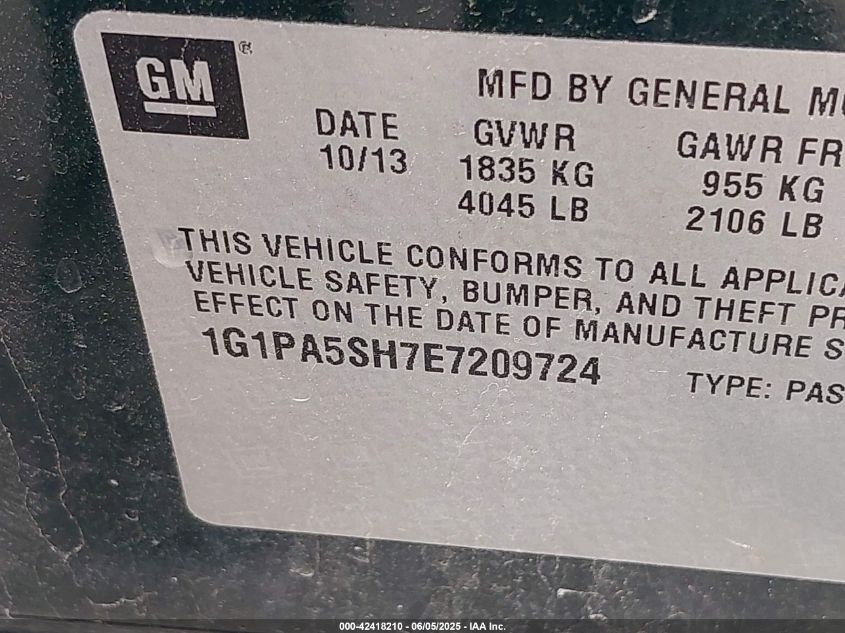 GM ®
MFD BY GENERAL MO
DATE GVWR GAWR FR
10/13 1835 KG 955 KG
4045 LB 2106 LB
THIS VEHICLE CONFORMS TO ALL APPLICA
VEHICLE SAFETY, BUMPER, AND THEFT PR
EFFECT ON THE DATE OF MANUFACTURE S
1G1PA5SH7E7209724 TYPE: PAS
000-42418210 - 06/05/2025 - IAA Inc.